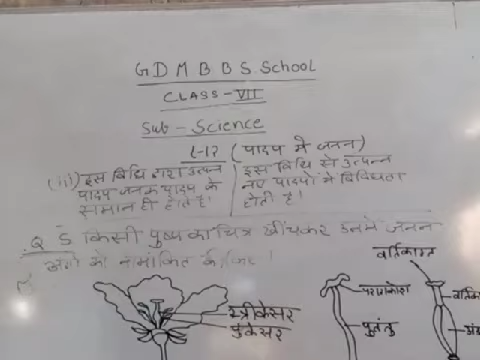 G D M B B S. School
CLASS - VII
Sub - Science
L-12 (पादप में जनन)
(iii) इस विधि द्वारा उत्पन्न
पादप जनक पादप के
समान ही होते हैं।
इस विधि से उत्पन्न
नए पादपों में विविधता
होती है।
Q 5 किसी पुष्प का चित्र खींचकर उनमे जनन
अंगो को नामांकित कीजिए।
स्त्रीकेसर
पुंकेसर
परागकोश
पुतंतु
वर्तिकाग्र